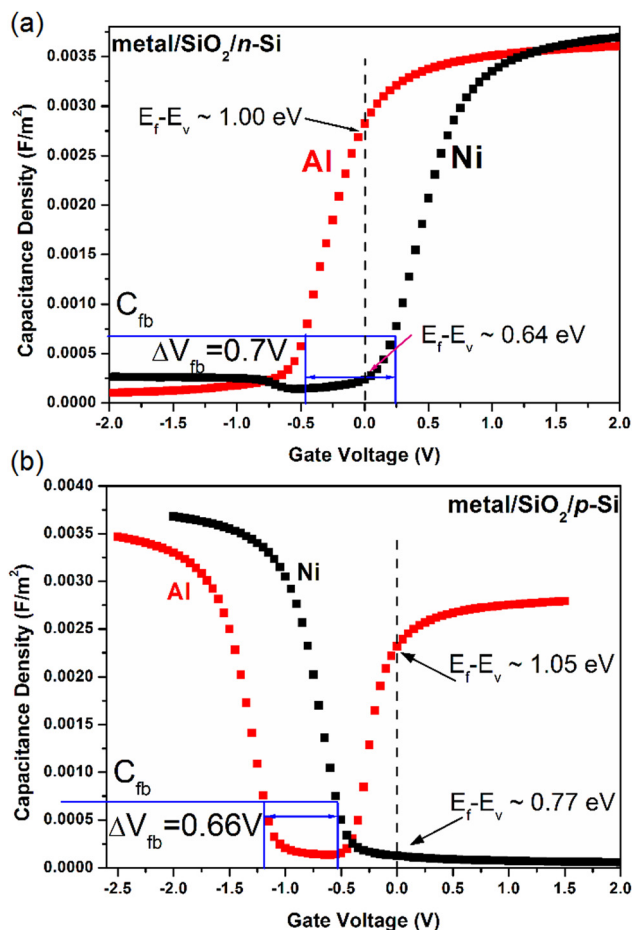 (a)
metal/SiO2/n-Si
Ef-Ev ~ 1.00 eV
Al
Ni
Cfb
ΔVfb=0.7V
Ef-Ev ~ 0.64 eV
Capacitance Density (F/m²)
0.0035
0.0030
0.0025
0.0020
0.0015
0.0010
0.0005
0.0000
-2.0 -1.5 -1.0 -0.5 0.0 0.5 1.0 1.5 2.0
Gate Voltage (V)
(b)
metal/SiO2/p-Si
Al
Ni
Ef-Ev ~ 1.05 eV
Cfb
ΔVfb=0.66V
Ef-Ev ~ 0.77 eV
Capacitance Density (F/m²)
0.0040
0.0035
0.0030
0.0025
0.0020
0.0015
0.0010
0.0005
0.0000
-2.5 -2.0 -1.5 -1.0 -0.5 0.0 0.5 1.0 1.5 2.0
Gate Voltage (V)